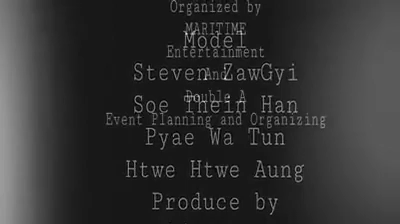 Organized by
MARITIME
Model
Entertainment
Steven ZawGyi
And
Double A
Soe Thein Han
Event Planning and Organizing
Pyae Wa Tun
Htwe Htwe Aung
Produce by